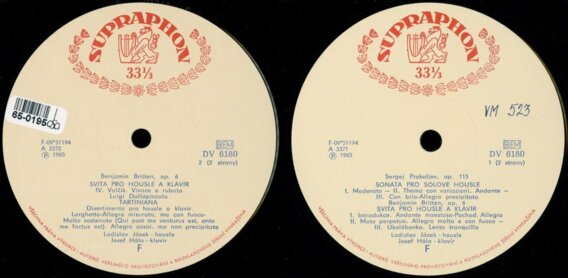 SUPRAPHON
33⅓
65-0195
F-09*51194
A 3372
Ⓟ 1965
BEM
DV 6180
2 (2 strany)
Benjamin Britten, op. 6
SVITA PRO HOUSLE A KLAVÍR
IV. Valčík. Vivace e rubato
Luigi Dallapiccola
TARTINIANA
Divertimento pro housle a klavír
Larghetto-Allegro misurato, ma con fuoco-
Molto sostenuto (Qui post me venturus est, ante
me factus est). Allegro assai, ma non precipitato
Ladislav Jásek - housle
Josef Hála - klavír
F
SUPRAPHON
33⅓
VM 523
F-09*51194
A 3371
Ⓟ 1965
BEM
DV 6180
1 (2 strany)
Sergej Prokofjev, op. 115
SONATA PRO SÓLOVÉ HOUSLE
I. Moderato - II. Thema con variazioni. Andante -
III. Con brio-Allegro precipitato
Benjamin Britten, op. 6
SVITA PRO HOUSLE A KLAVÍR
I. Introdukce. Andante maestoso-Pochod. Allegro
II. Moto perpetuo. Allegro molto e con fuoco -
III. Ukolébavka. Lento tranquillo
Ladislav Jásek - housle
Josef Hála - klavír
F